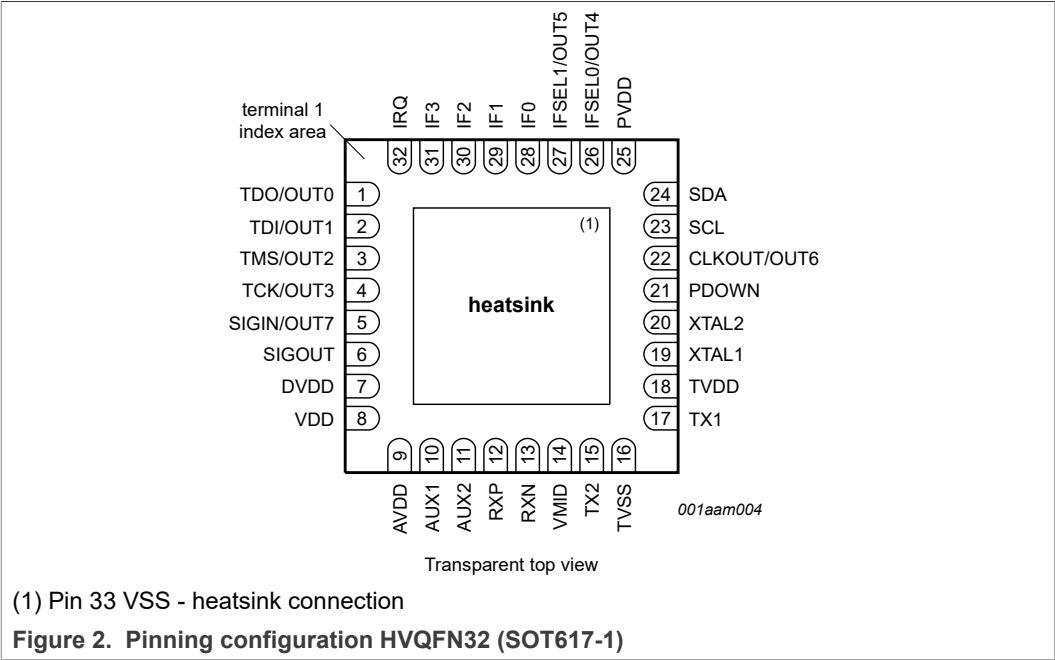 terminal 1
index area
IRQ
IF3
IF2
IF1
IF0
IFSEL1/OUT5
IFSEL0/OUT4
PVDD
32
31
30
29
28
27
26
25
TDO/OUT0 1
TDI/OUT1 2
TMS/OUT2 3
TCK/OUT3 4
SIGIN/OUT7 5
SIGOUT 6
DVDD 7
VDD 8
(1)
heatsink
24 SDA
23 SCL
22 CLKOUT/OUT6
21 PDOWN
20 XTAL2
19 XTAL1
18 TVDD
17 TX1
9
10
11
12
13
14
15
16
AVDD
AUX1
AUX2
RXP
RXN
VMID
TX2
TVSS
001aam004
Transparent top view
(1) Pin 33 VSS - heatsink connection
Figure 2. Pinning configuration HVQFN32 (SOT617-1)